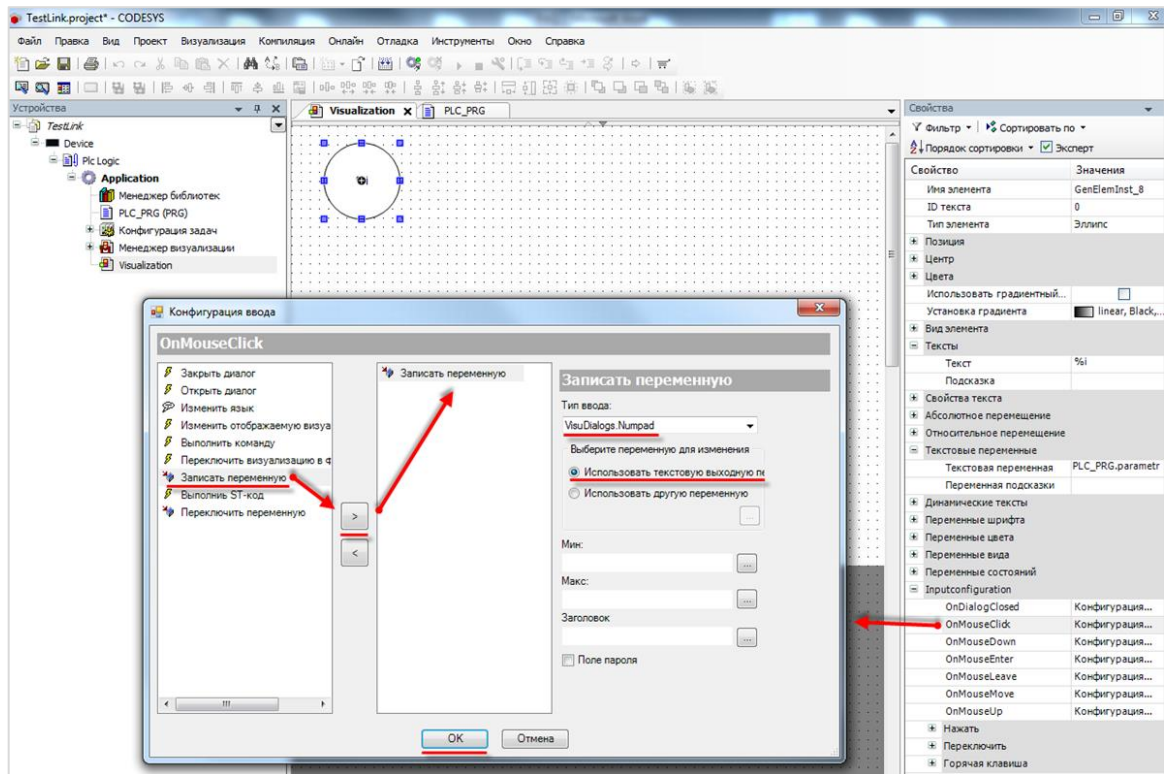 TestLink.project* - CODESYS
Файл Правка Вид Проект Визуализация Компиляция Онлайн Отладка Инструменты Окно Справка
Устройства
TestLink
Device
Plc Logic
Application
Менеджер библиотек
PLC_PRG (PRG)
Конфигурация задач
Менеджер визуализации
Visualization
Visualization X PLC_PRG
%i
Конфигурация ввода
OnMouseClick
Закрыть диалог
Открыть диалог
Изменить язык
Изменить отображаемую визуа
Выполнить команду
Переключить визуализацию в ф
Записать переменную
Выполниь ST-код
Переключить переменную
>
<
Записать переменную
Записать переменную
Тип ввода:
VisuDialogs.Numpad
Выберите переменную для изменения
Использовать текстовую выходную пе
Использовать другую переменную
...
Мин:
...
Макс:
...
Заголовок
...
Поле пароля
OK Отмена
Свойства
Фильтр Сортировать по
Порядок сортировки Эксперт
Свойство Значения
Имя элемента GenElemInst_8
ID текста 0
Тип элемента Эллипс
Позиция
Центр
Цвета
Использовать градиентный...
Установка градиента linear, Black,...
Вид элемента
Тексты
Текст %i
Подсказка
Свойства текста
Абсолютное перемещение
Относительное перемещение
Текстовые переменные
Текстовая переменная PLC_PRG.parametr
Переменная подсказки
Динамические тексты
Переменные шрифта
Переменные цвета
Переменные вида
Переменные состояний
Inputconfiguration
OnDialogClosed Конфигурация...
OnMouseClick Конфигурация...
OnMouseDown Конфигурация...
OnMouseEnter Конфигурация...
OnMouseLeave Конфигурация...
OnMouseMove Конфигурация...
OnMouseUp Конфигурация...
Нажать
Переключить
Горячая клавиша